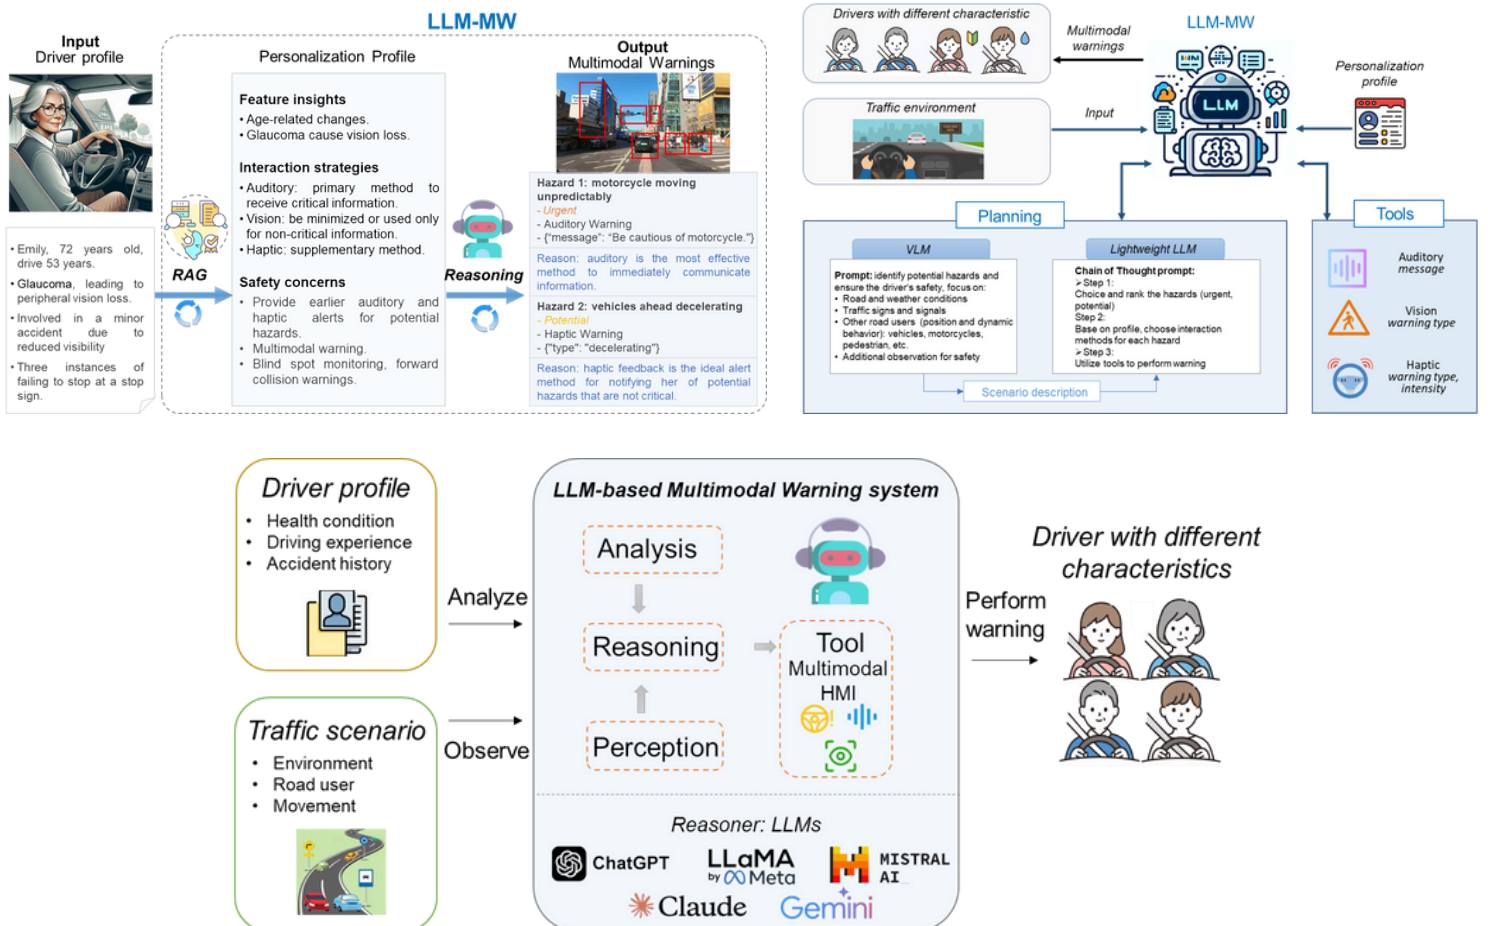 LLM-MW
Input
Driver profile
• Emily, 72 years old,
drive 53 years.
• Glaucoma, leading to
peripheral vision loss.
• Involved in a minor
accident due to
reduced visibility
• Three instances of
failing to stop at a stop
sign.
RAG
Personalization Profile
Feature insights
• Age-related changes.
• Glaucoma cause vision loss.
Interaction strategies
• Auditory: primary method to
receive critical information.
• Vision: be minimized or used only
for non-critical information.
• Haptic: supplementary method.
Safety concerns
• Provide earlier auditory and
haptic alerts for potential
hazards.
• Multimodal warning.
• Blind spot monitoring, forward
collision warnings.
Reasoning
Output
Multimodal Warnings
Hazard 1: motorcycle moving
unpredictably
- Urgent
- Auditory Warning
- {"message": "Be cautious of motorcycle."}
Reason: auditory is the most effective
method to immediately communicate
information.
Hazard 2: vehicles ahead decelerating
- Potential
- Haptic Warning
- {"type": "decelerating"}
Reason: haptic feedback is the ideal alert
method for notifying her of potential
hazards that are not critical.
Drivers with different characteristic
Multimodal
warnings
LLM-MW
LLM
Personalization
profile
Traffic environment
Input
Planning
VLM
Prompt: identify potential hazards and
ensure the driver's safety, focus on:
• Road and weather conditions
• Traffic signs and signals
• Other road users (position and dynamic
behavior): vehicles, motorcycles,
pedestrian, etc.
• Additional observation for safety
Lightweight LLM
Chain of Thought prompt:
➢Step 1:
Choice and rank the hazards (urgent,
potential)
Step 2:
Base on profile, choose interaction
methods for each hazard
➢Step 3:
Utilize tools to perform warning
Scenario description
Tools
Auditory
message
Vision
warning type
Haptic
warning type,
intensity
Driver profile
• Health condition
• Driving experience
• Accident history
Analyze
Traffic scenario
• Environment
• Road user
• Movement
Observe
LLM-based Multimodal Warning system
Analysis
Reasoning
Perception
Tool
Multimodal
HMI
Reasoner: LLMs
ChatGPT
LLaMA
by Meta
MISTRAL
AI_
Claude
Gemini
Perform
warning
Driver with different
characteristics